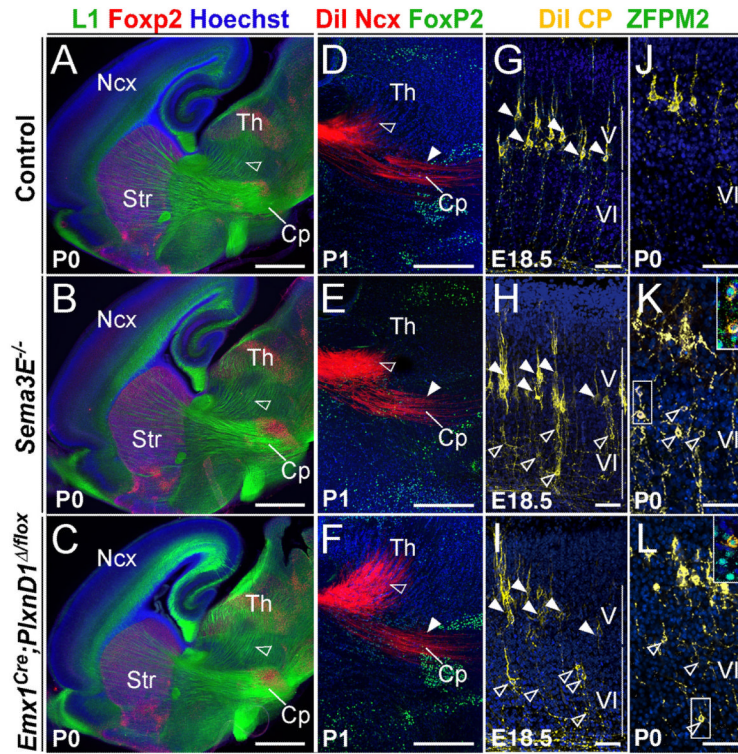 L1 Foxp2 Hoechst DiI Ncx FoxP2 DiI CP ZFPM2
Control
A
Ncx
Th
Str
Cp
P0
D
Th
Cp
P1
G
V
VI
E18.5
J
VI
P0
Sema3E-/-
B
Ncx
Th
Str
Cp
P0
E
Th
Cp
P1
H
V
VI
E18.5
K
VI
P0
Emx1Cre;PlxnD1Δ/flox
C
Ncx
Th
Str
Cp
P0
F
Th
Cp
P1
I
V
VI
E18.5
L
VI
P0